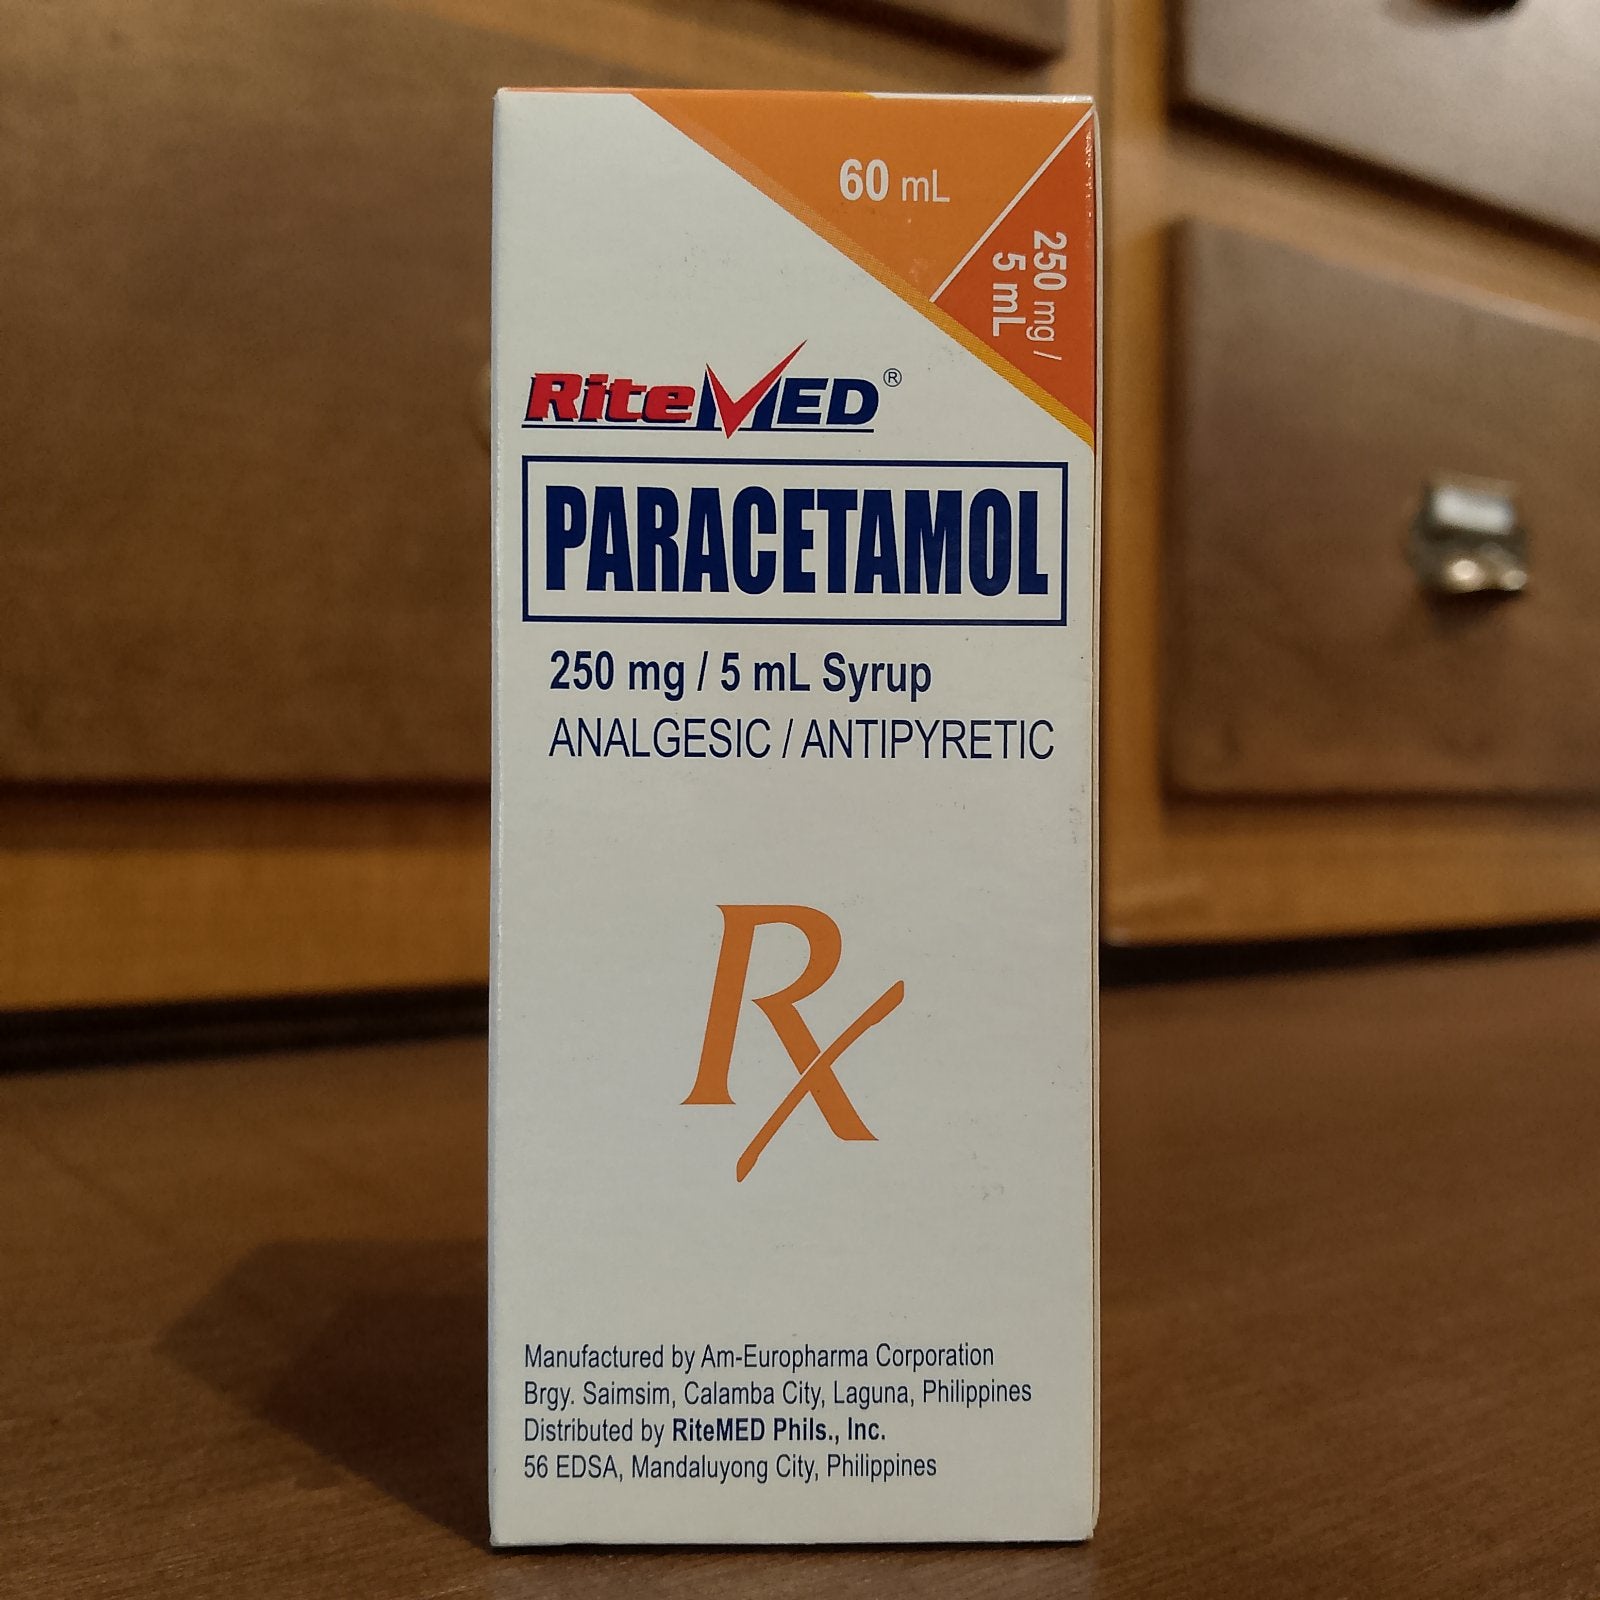 60 mL
250 mg /
5 mL
RiteMED®
PARACETAMOL
250 mg / 5 mL Syrup
ANALGESIC / ANTIPYRETIC
Rx
Manufactured by Am-Europharma Corporation
Brgy. Saimsim, Calamba City, Laguna, Philippines
Distributed by RiteMED Phils., Inc.
56 EDSA, Mandaluyong City, Philippines